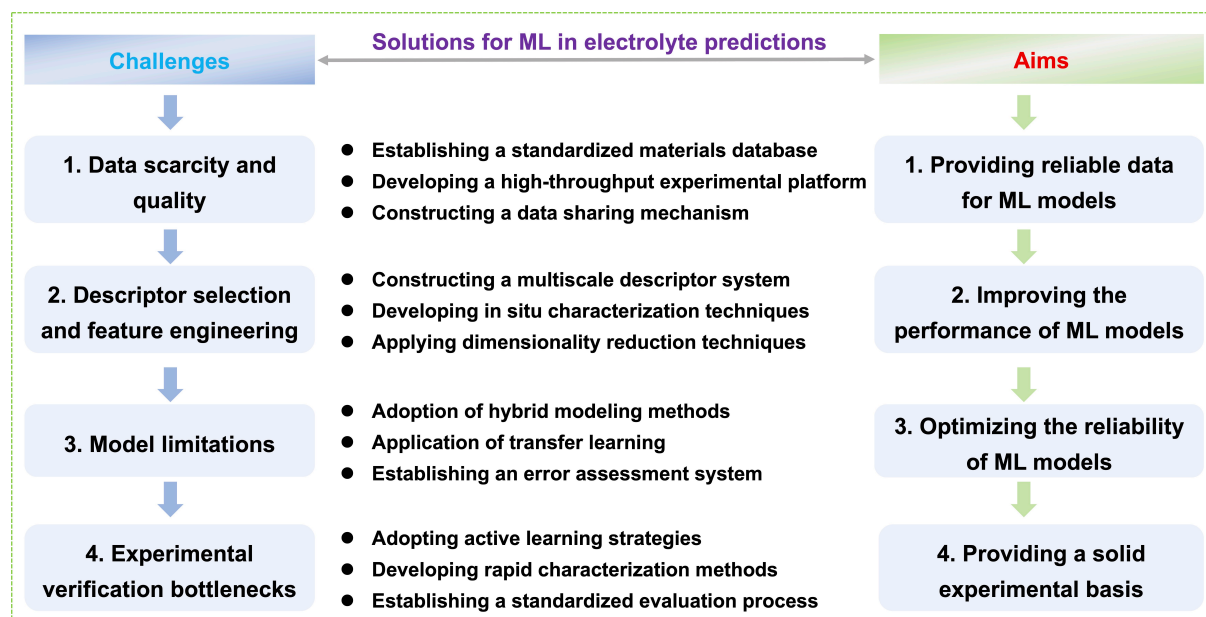 Solutions for ML in electrolyte predictions
Challenges
Aims
1. Data scarcity and
quality
Establishing a standardized materials database
Developing a high-throughput experimental platform
Constructing a data sharing mechanism
1. Providing reliable data
for ML models
2. Descriptor selection
and feature engineering
Constructing a multiscale descriptor system
Developing in situ characterization techniques
Applying dimensionality reduction techniques
2. Improving the
performance of ML models
3. Model limitations
Adoption of hybrid modeling methods
Application of transfer learning
Establishing an error assessment system
3. Optimizing the reliability
of ML models
4. Experimental
verification bottlenecks
Adopting active learning strategies
Developing rapid characterization methods
Establishing a standardized evaluation process
4. Providing a solid
experimental basis